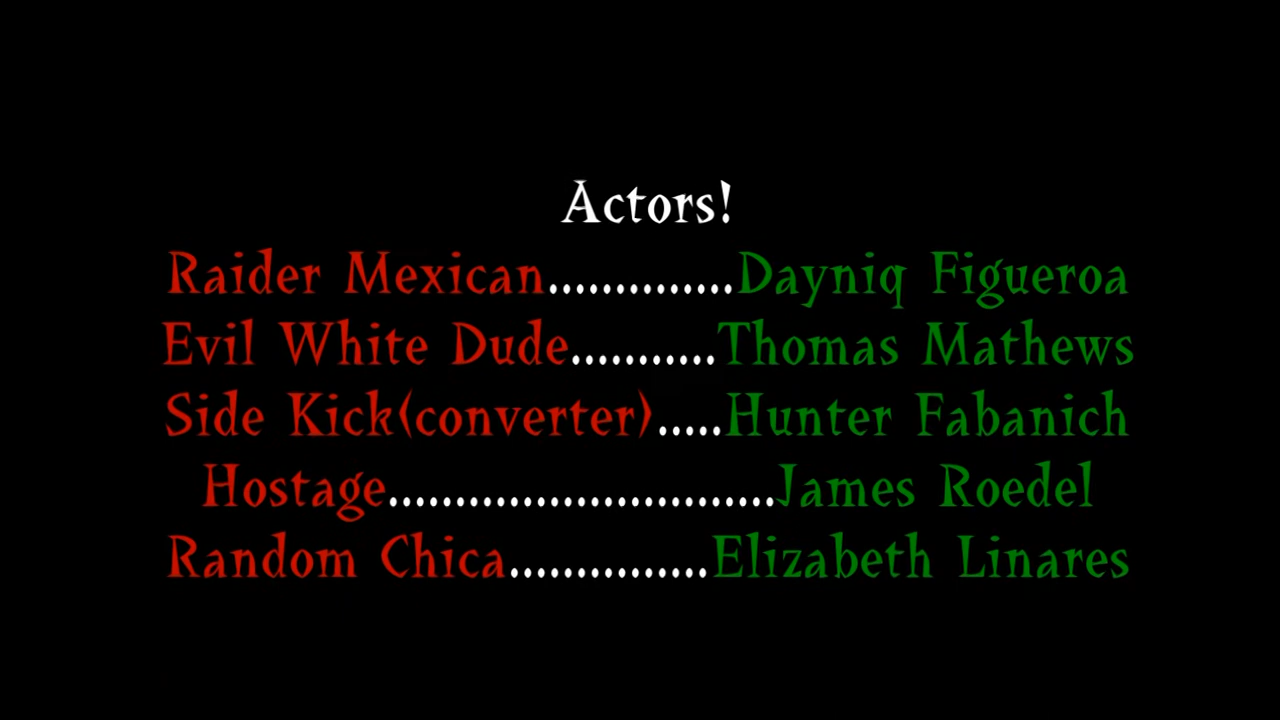 Actors!
Raider Mexican..............Dayniq Figueroa
Evil White Dude...........Thomas Mathews
Side Kick(converter).....Hunter Fabanich
Hostage.............................James Roedel
Random Chica...............Elizabeth Linares